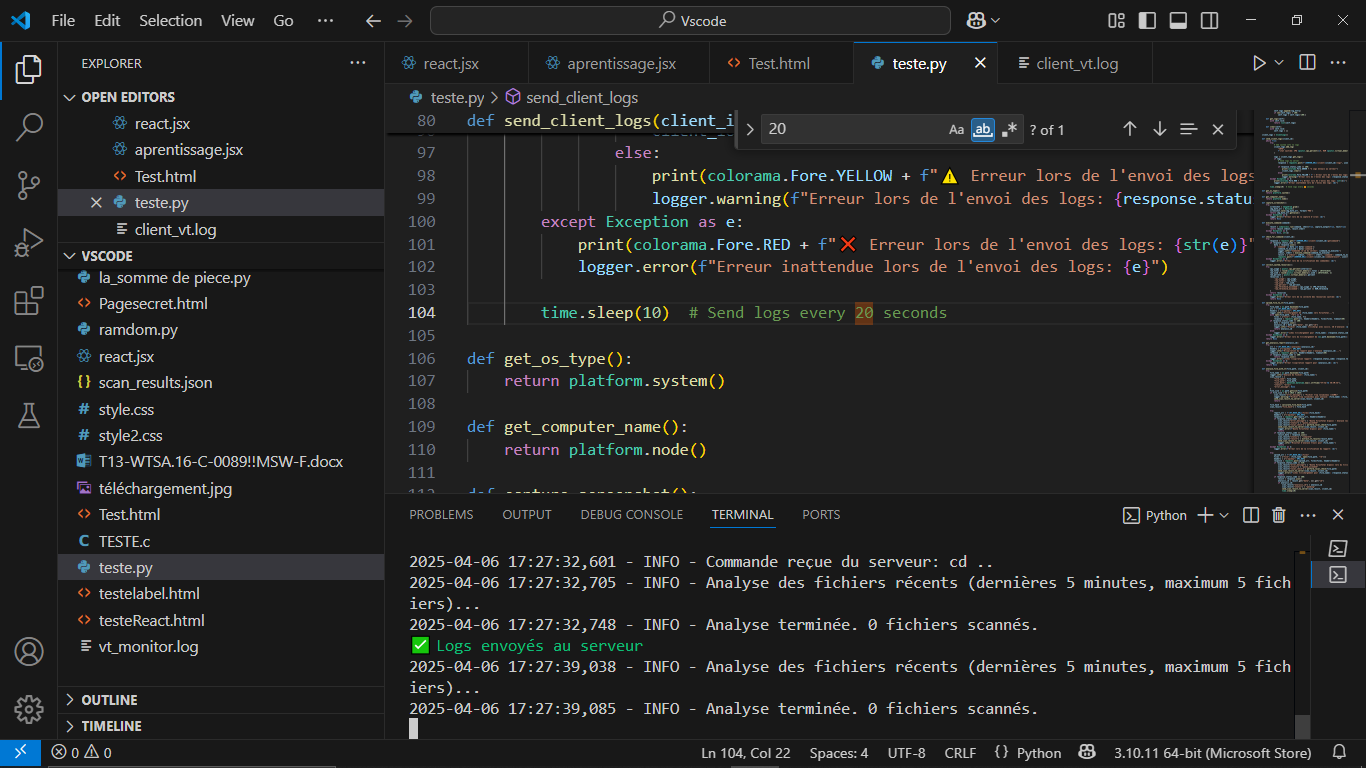 File Edit Selection View Go ··· Vscode
EXPLORER ···
OPEN EDITORS
react.jsx
aprentissage.jsx
Test.html
teste.py
client_vt.log
VSCODE
la_somme de piece.py
Pagesecret.html
ramdom.py
react.jsx
scan_results.json
style.css
style2.css
T13-WTSA.16-C-0089!!MSW-F.docx
téléchargement.jpg
Test.html
TESTE.c
teste.py
testelabel.html
testeReact.html
vt_monitor.log
OUTLINE
TIMELINE
react.jsx aprentissage.jsx Test.html teste.py client_vt.log
teste.py > send_client_logs
20 Aa ab .* ? of 1
80 def send_client_logs(client_i
97 else:
98 print(colorama.Fore.YELLOW + f"⚠️ Erreur lors de l'envoi des logs
99 logger.warning(f"Erreur lors de l'envoi des logs: {response.statu
100 except Exception as e:
101 print(colorama.Fore.RED + f"❌ Erreur lors de l'envoi des logs: {str(e)}"
102 logger.error(f"Erreur inattendue lors de l'envoi des logs: {e}")
103
104 time.sleep(10) # Send logs every 20 seconds
105
106 def get_os_type():
107 return platform.system()
108
109 def get_computer_name():
110 return platform.node()
111
PROBLEMS OUTPUT DEBUG CONSOLE TERMINAL PORTS Python
2025-04-06 17:27:32,601 - INFO - Commande reçue du serveur: cd ..
2025-04-06 17:27:32,705 - INFO - Analyse des fichiers récents (dernières 5 minutes, maximum 5 fich
iers)...
2025-04-06 17:27:32,748 - INFO - Analyse terminée. 0 fichiers scannés.
✅ Logs envoyés au serveur
2025-04-06 17:27:39,038 - INFO - Analyse des fichiers récents (dernières 5 minutes, maximum 5 fich
iers)...
2025-04-06 17:27:39,085 - INFO - Analyse terminée. 0 fichiers scannés.
0 0 Ln 104, Col 22 Spaces: 4 UTF-8 CRLF {} Python 3.10.11 64-bit (Microsoft Store)